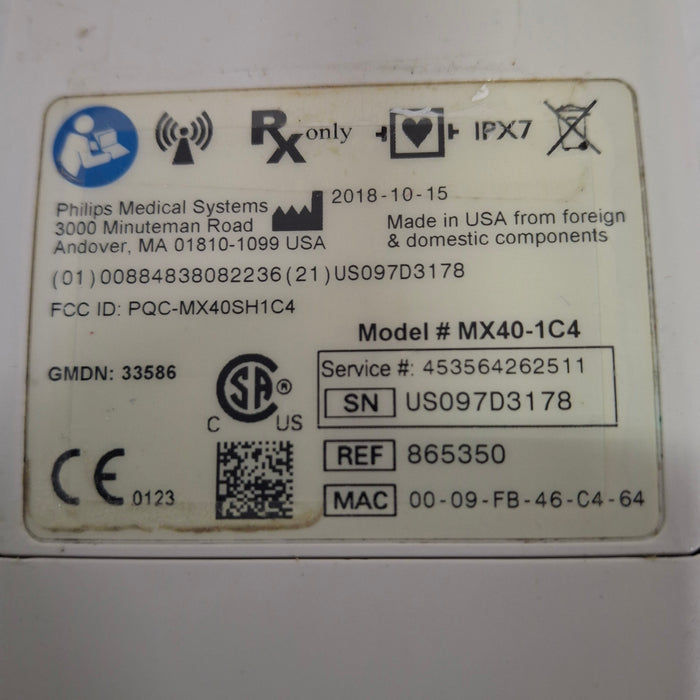 Rx only IPX7
2018-10-15
Philips Medical Systems
3000 Minuteman Road
Andover, MA 01810-1099 USA
Made in USA from foreign
& domestic components
(01)00884838082236(21)US097D3178
FCC ID: PQC-MX40SH1C4
Model # MX40-1C4
GMDN: 33586
CSA ®
C US
Service #: 453564262511
SN US097D3178
REF 865350
CE 0123
MAC 00-09-FB-46-C4-64